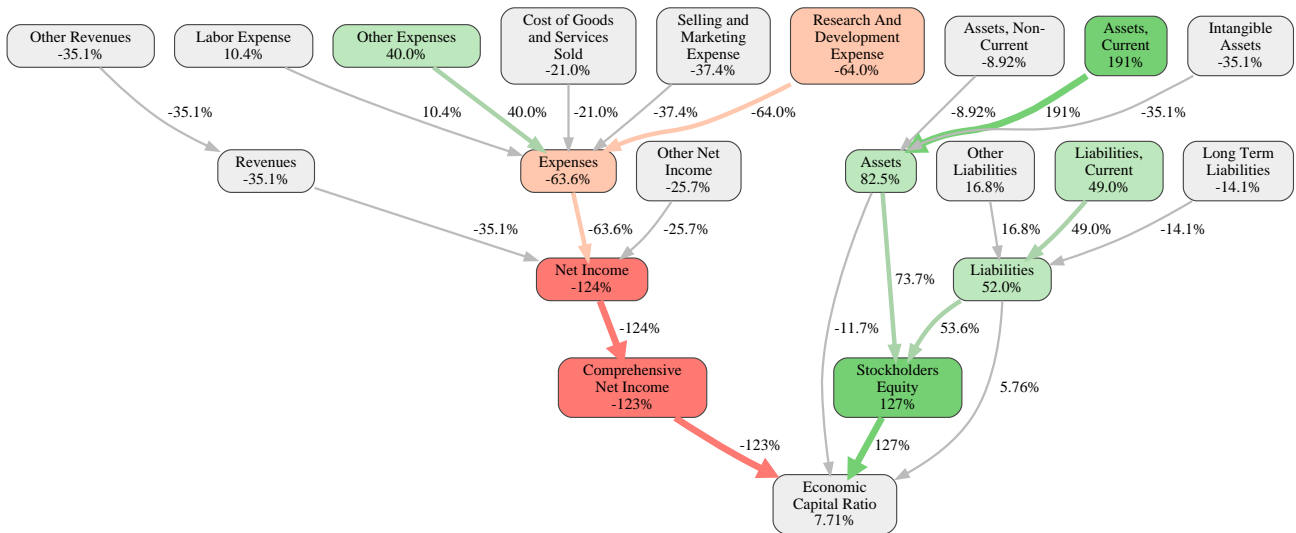 Other Revenues
-35.1%
Labor Expense
10.4%
Other Expenses
40.0%
Cost of Goods
and Services
Sold
-21.0%
Selling and
Marketing
Expense
-37.4%
Research And
Development
Expense
-64.0%
Assets, Non-
Current
-8.92%
Assets,
Current
191%
Intangible
Assets
-35.1%
-35.1%
10.4%
40.0%
-21.0%
-37.4%
-64.0%
-8.92%
191%
-35.1%
Revenues
-35.1%
Expenses
-63.6%
Other Net
Income
-25.7%
Assets
82.5%
Other
Liabilities
16.8%
Liabilities,
Current
49.0%
Long Term
Liabilities
-14.1%
-35.1%
-63.6%
-25.7%
16.8%
49.0%
-14.1%
Net Income
-124%
73.7%
Liabilities
52.0%
-124%
-11.7%
53.6%
Comprehensive
Net Income
-123%
Stockholders
Equity
127%
5.76%
-123%
127%
Economic
Capital Ratio
7.71%